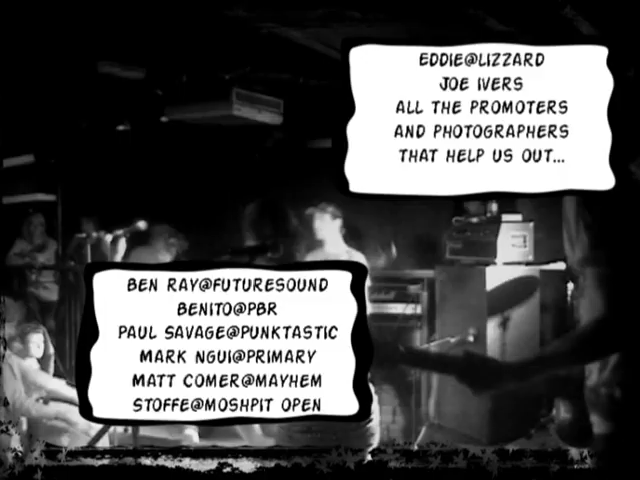 EDDIE@LIZZARD
JOE IVERS
ALL THE PROMOTERS
AND PHOTOGRAPHERS
THAT HELP US OUT...
BEN RAY@FUTURESOUND
BENITO@PBR
PAUL SAVAGE@PUNKTASTIC
MARK NGUI@PRIMARY
MATT COMER@MAYHEM
STOFFE@MOSHPIT OPEN